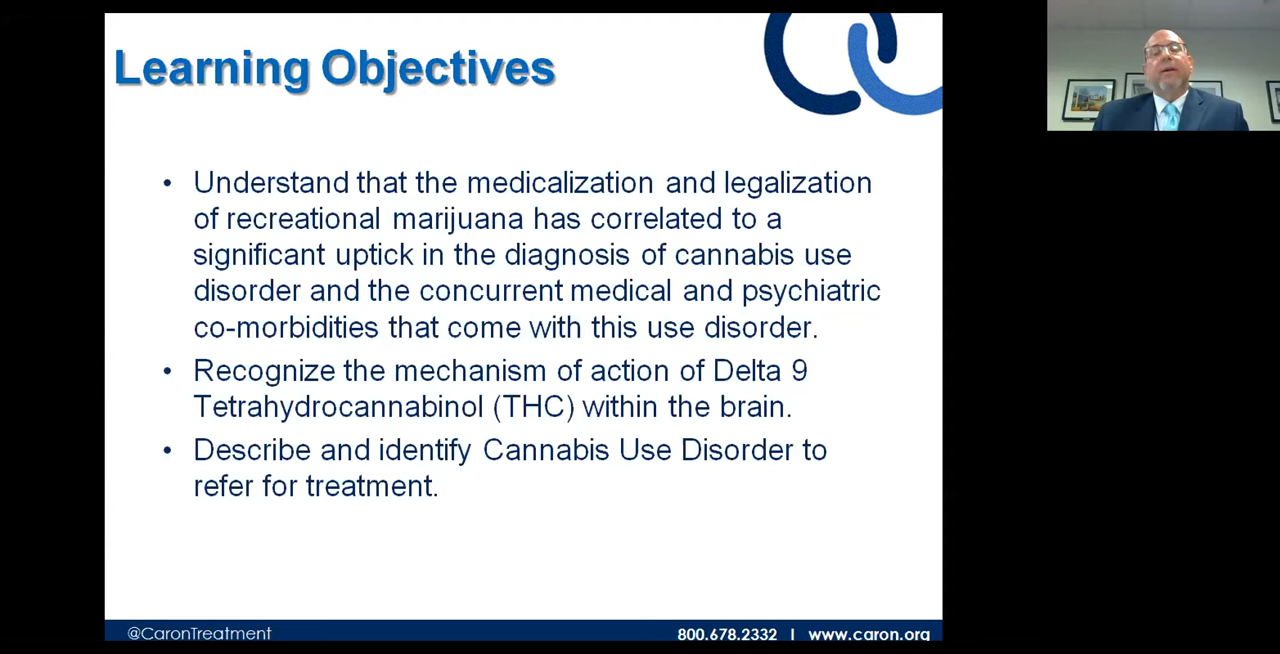 Learning Objectives
• Understand that the medicalization and legalization
of recreational marijuana has correlated to a
significant uptick in the diagnosis of cannabis use
disorder and the concurrent medical and psychiatric
co-morbidities that come with this use disorder.
• Recognize the mechanism of action of Delta 9
Tetrahydrocannabinol (THC) within the brain.
• Describe and identify Cannabis Use Disorder to
refer for treatment.
@CaronTreatment
800.678.2332 | www.caron.org